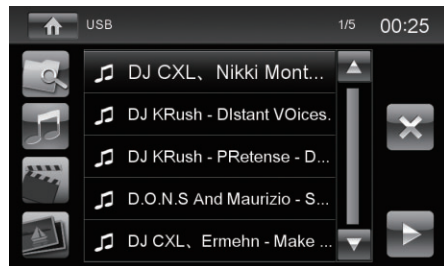 USB 1/5 00:25
DJ CXL、Nikki Mont...
DJ KRush - DIstant VOices.
DJ KRush - PRetense - D...
D.O.N.S And Maurizio - S...
DJ CXL、Ermehn - Make ...